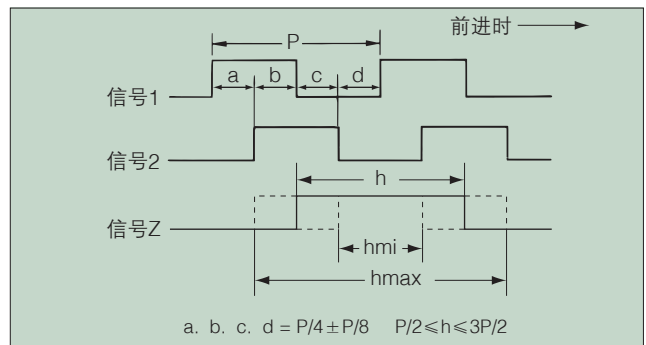 前进时
P
a b c d
信号1
信号2
h
信号Z
hmi
hmax
a. b. c. d = P/4±P/8 P/2≤h≤3P/2